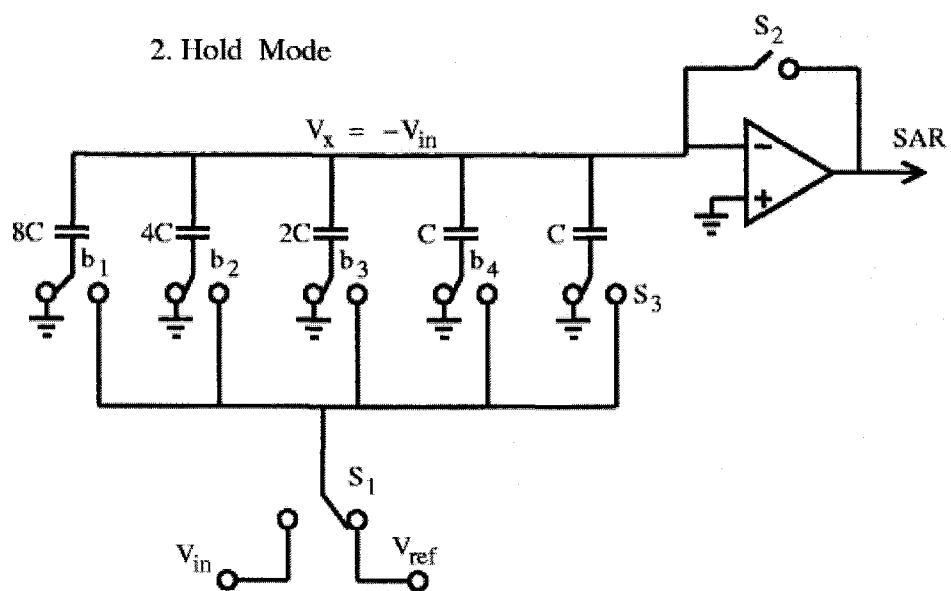 2. Hold Mode
S2
Vx = −Vin
SAR
−
+
8C
4C
2C
C
C
b1
b2
b3
b4
S3
S1
Vin
Vref